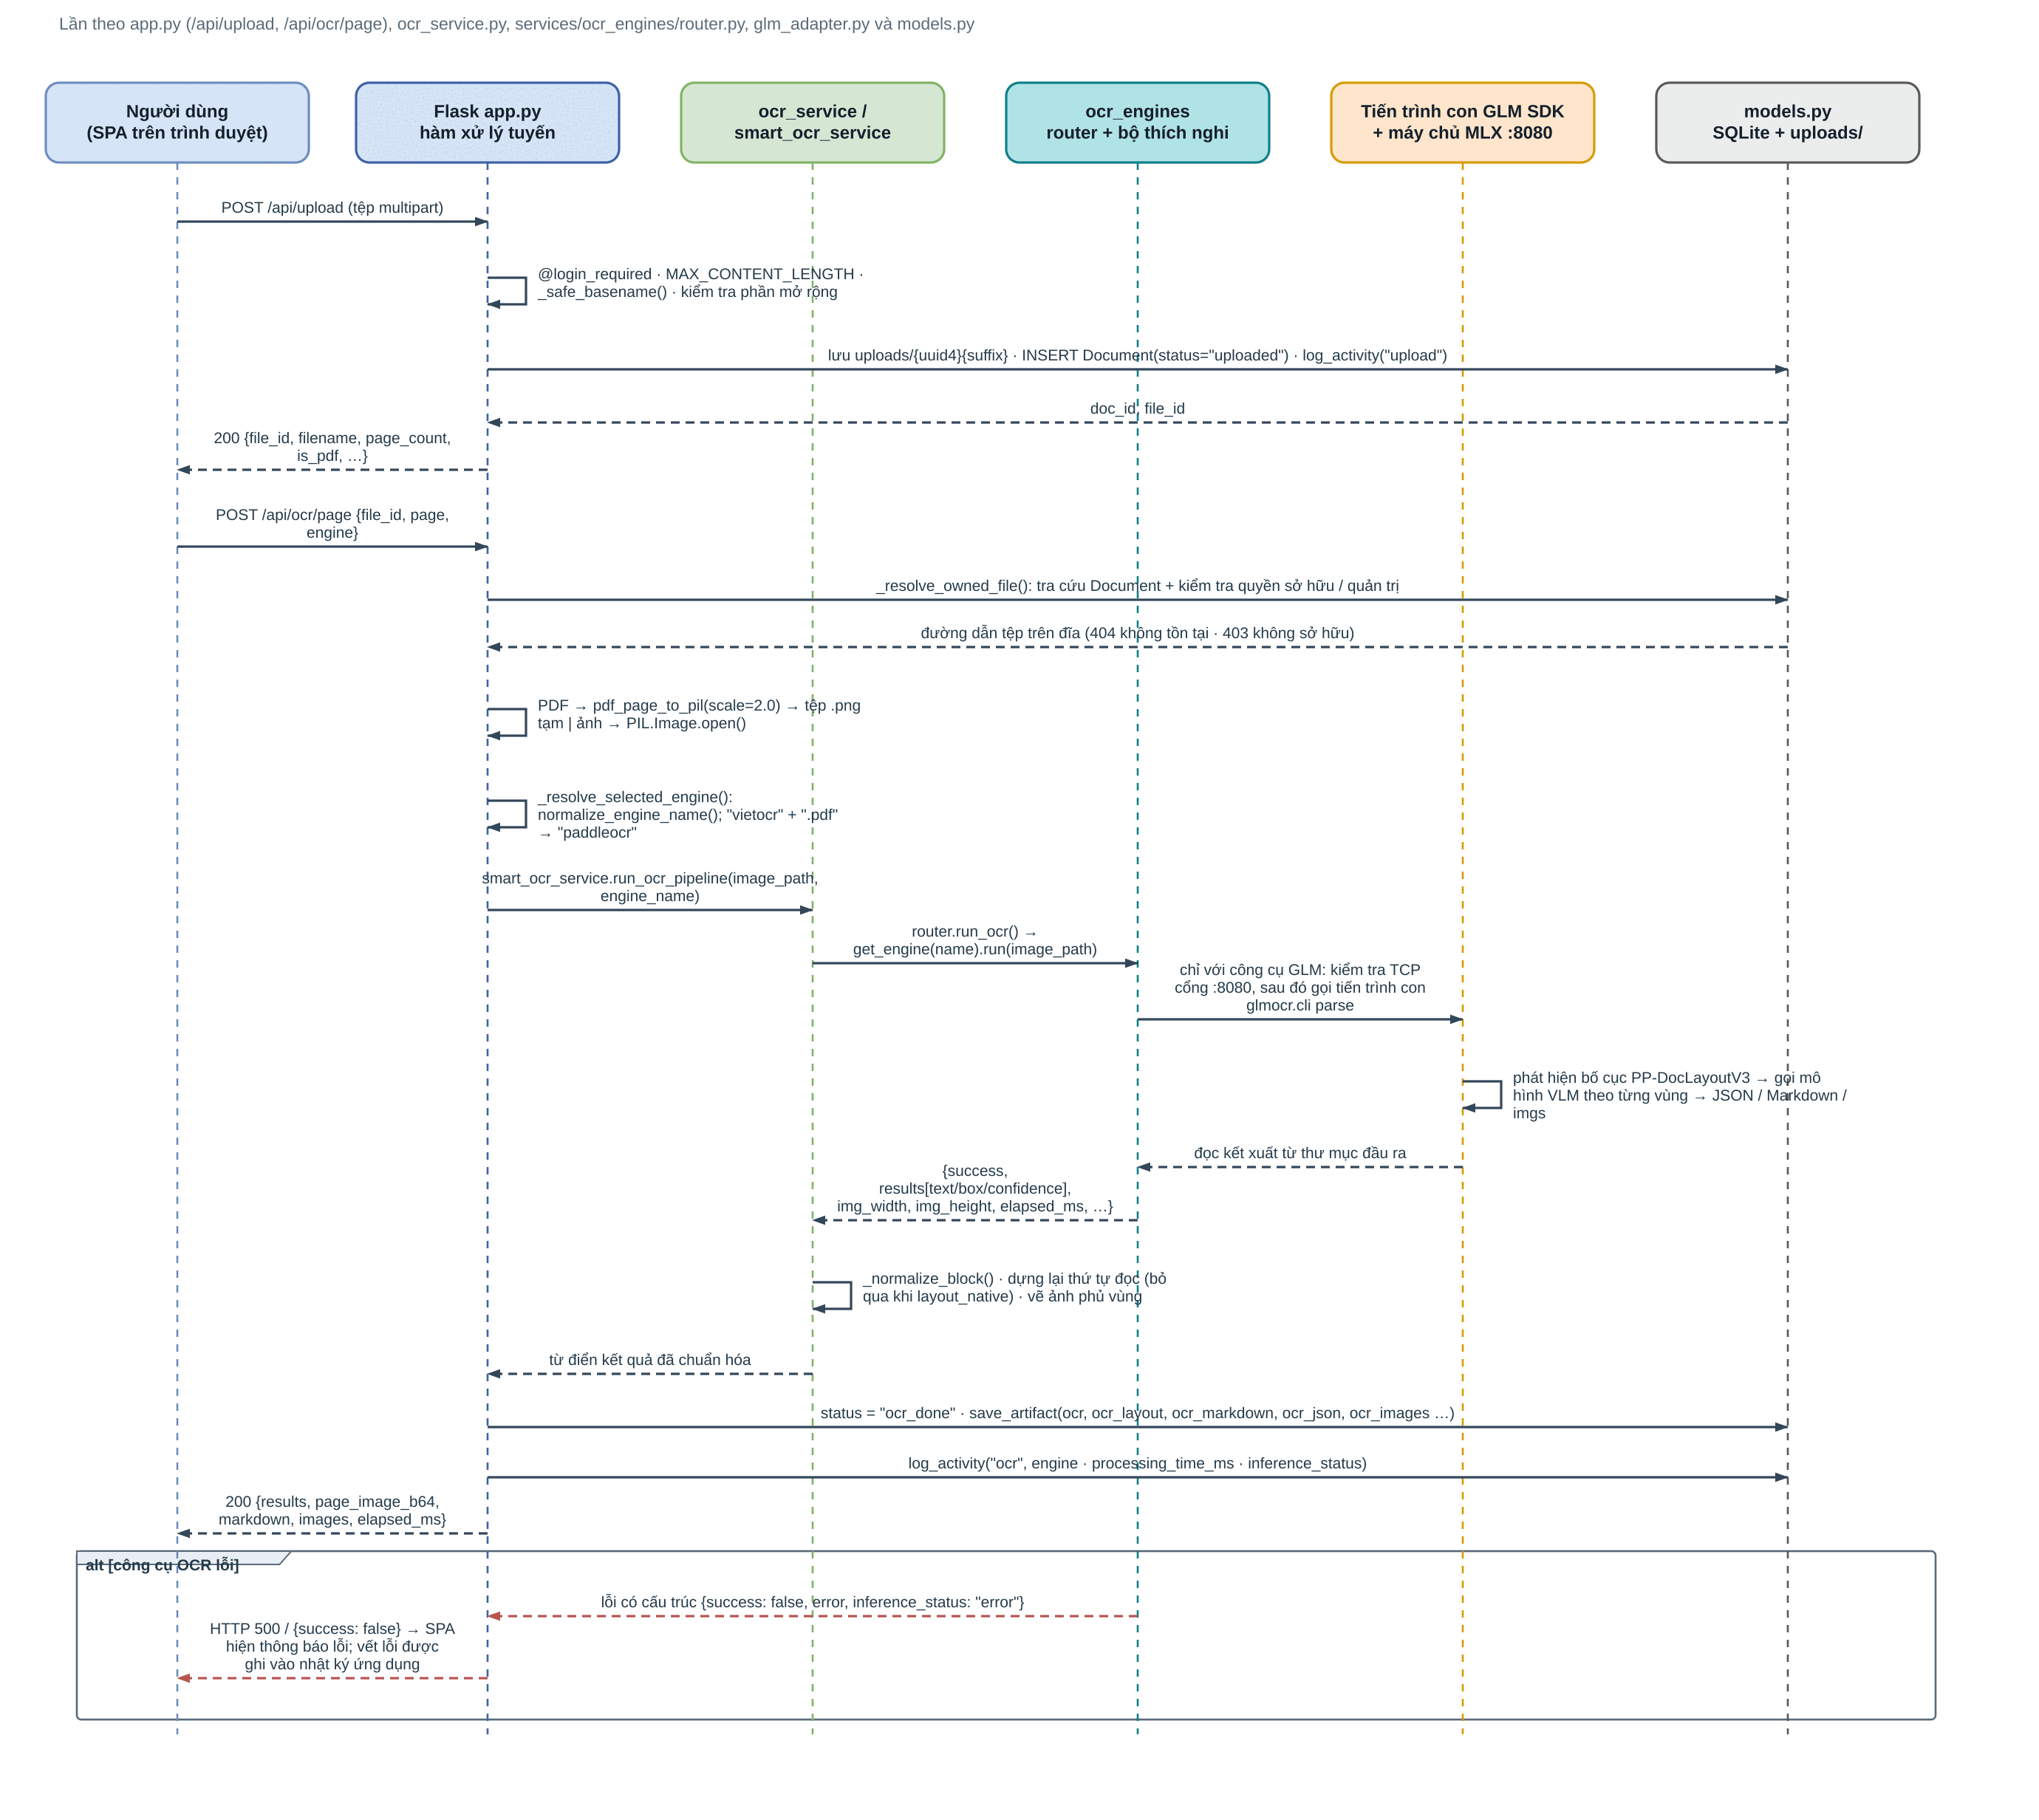 Lần theo app.py (/api/upload, /api/ocr/page), ocr_service.py, services/ocr_engines/router.py, glm_adapter.py và models.py
Người dùng
(SPA trên trình duyệt)
Flask app.py
hàm xử lý tuyến
ocr_service /
smart_ocr_service
ocr_engines
router + bộ thích nghi
Tiến trình con GLM SDK
+ máy chủ MLX :8080
models.py
SQLite + uploads/
POST /api/upload (tệp multipart)
@login_required · MAX_CONTENT_LENGTH ·
_safe_basename() · kiểm tra phần mở rộng
lưu uploads/{uuid4}{suffix} · INSERT Document(status="uploaded") · log_activity("upload")
doc_id, file_id
200 {file_id, filename, page_count,
is_pdf, …}
POST /api/ocr/page {file_id, page,
engine}
_resolve_owned_file(): tra cứu Document + kiểm tra quyền sở hữu / quản trị
đường dẫn tệp trên đĩa (404 không tồn tại · 403 không sở hữu)
PDF → pdf_page_to_pil(scale=2.0) → tệp .png
tạm | ảnh → PIL.Image.open()
_resolve_selected_engine():
normalize_engine_name(); "vietocr" + ".pdf"
→ "paddleocr"
smart_ocr_service.run_ocr_pipeline(image_path,
engine_name)
router.run_ocr() →
get_engine(name).run(image_path)
chỉ với công cụ GLM: kiểm tra TCP
cổng :8080, sau đó gọi tiến trình con
glmocr.cli parse
phát hiện bố cục PP-DocLayoutV3 → gọi mô
hình VLM theo từng vùng → JSON / Markdown /
imgs
đọc kết xuất từ thư mục đầu ra
{success,
results[text/box/confidence],
img_width, img_height, elapsed_ms, …}
_normalize_block() · dựng lại thứ tự đọc (bỏ
qua khi layout_native) · vẽ ảnh phủ vùng
từ điển kết quả đã chuẩn hóa
status = "ocr_done" · save_artifact(ocr, ocr_layout, ocr_markdown, ocr_json, ocr_images …)
log_activity("ocr", engine · processing_time_ms · inference_status)
200 {results, page_image_b64,
markdown, images, elapsed_ms}
alt [công cụ OCR lỗi]
lỗi có cấu trúc {success: false, error, inference_status: "error"}
HTTP 500 / {success: false} → SPA
hiện thông báo lỗi; vết lỗi được
ghi vào nhật ký ứng dụng